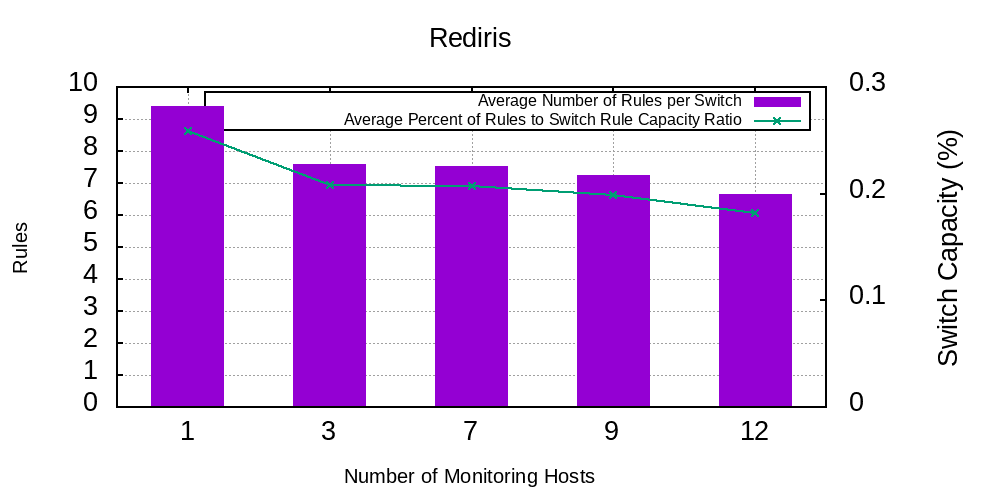 Rediris
10 0.3
Average Number of Rules per Switch
9
Average Percent of Rules to Switch Rule Capacity Ratio
8
7
0.2
6
Rules
5
Switch Capacity (%)
4
3
0.1
2
1
0 0
1 3 7 9 12
Number of Monitoring Hosts